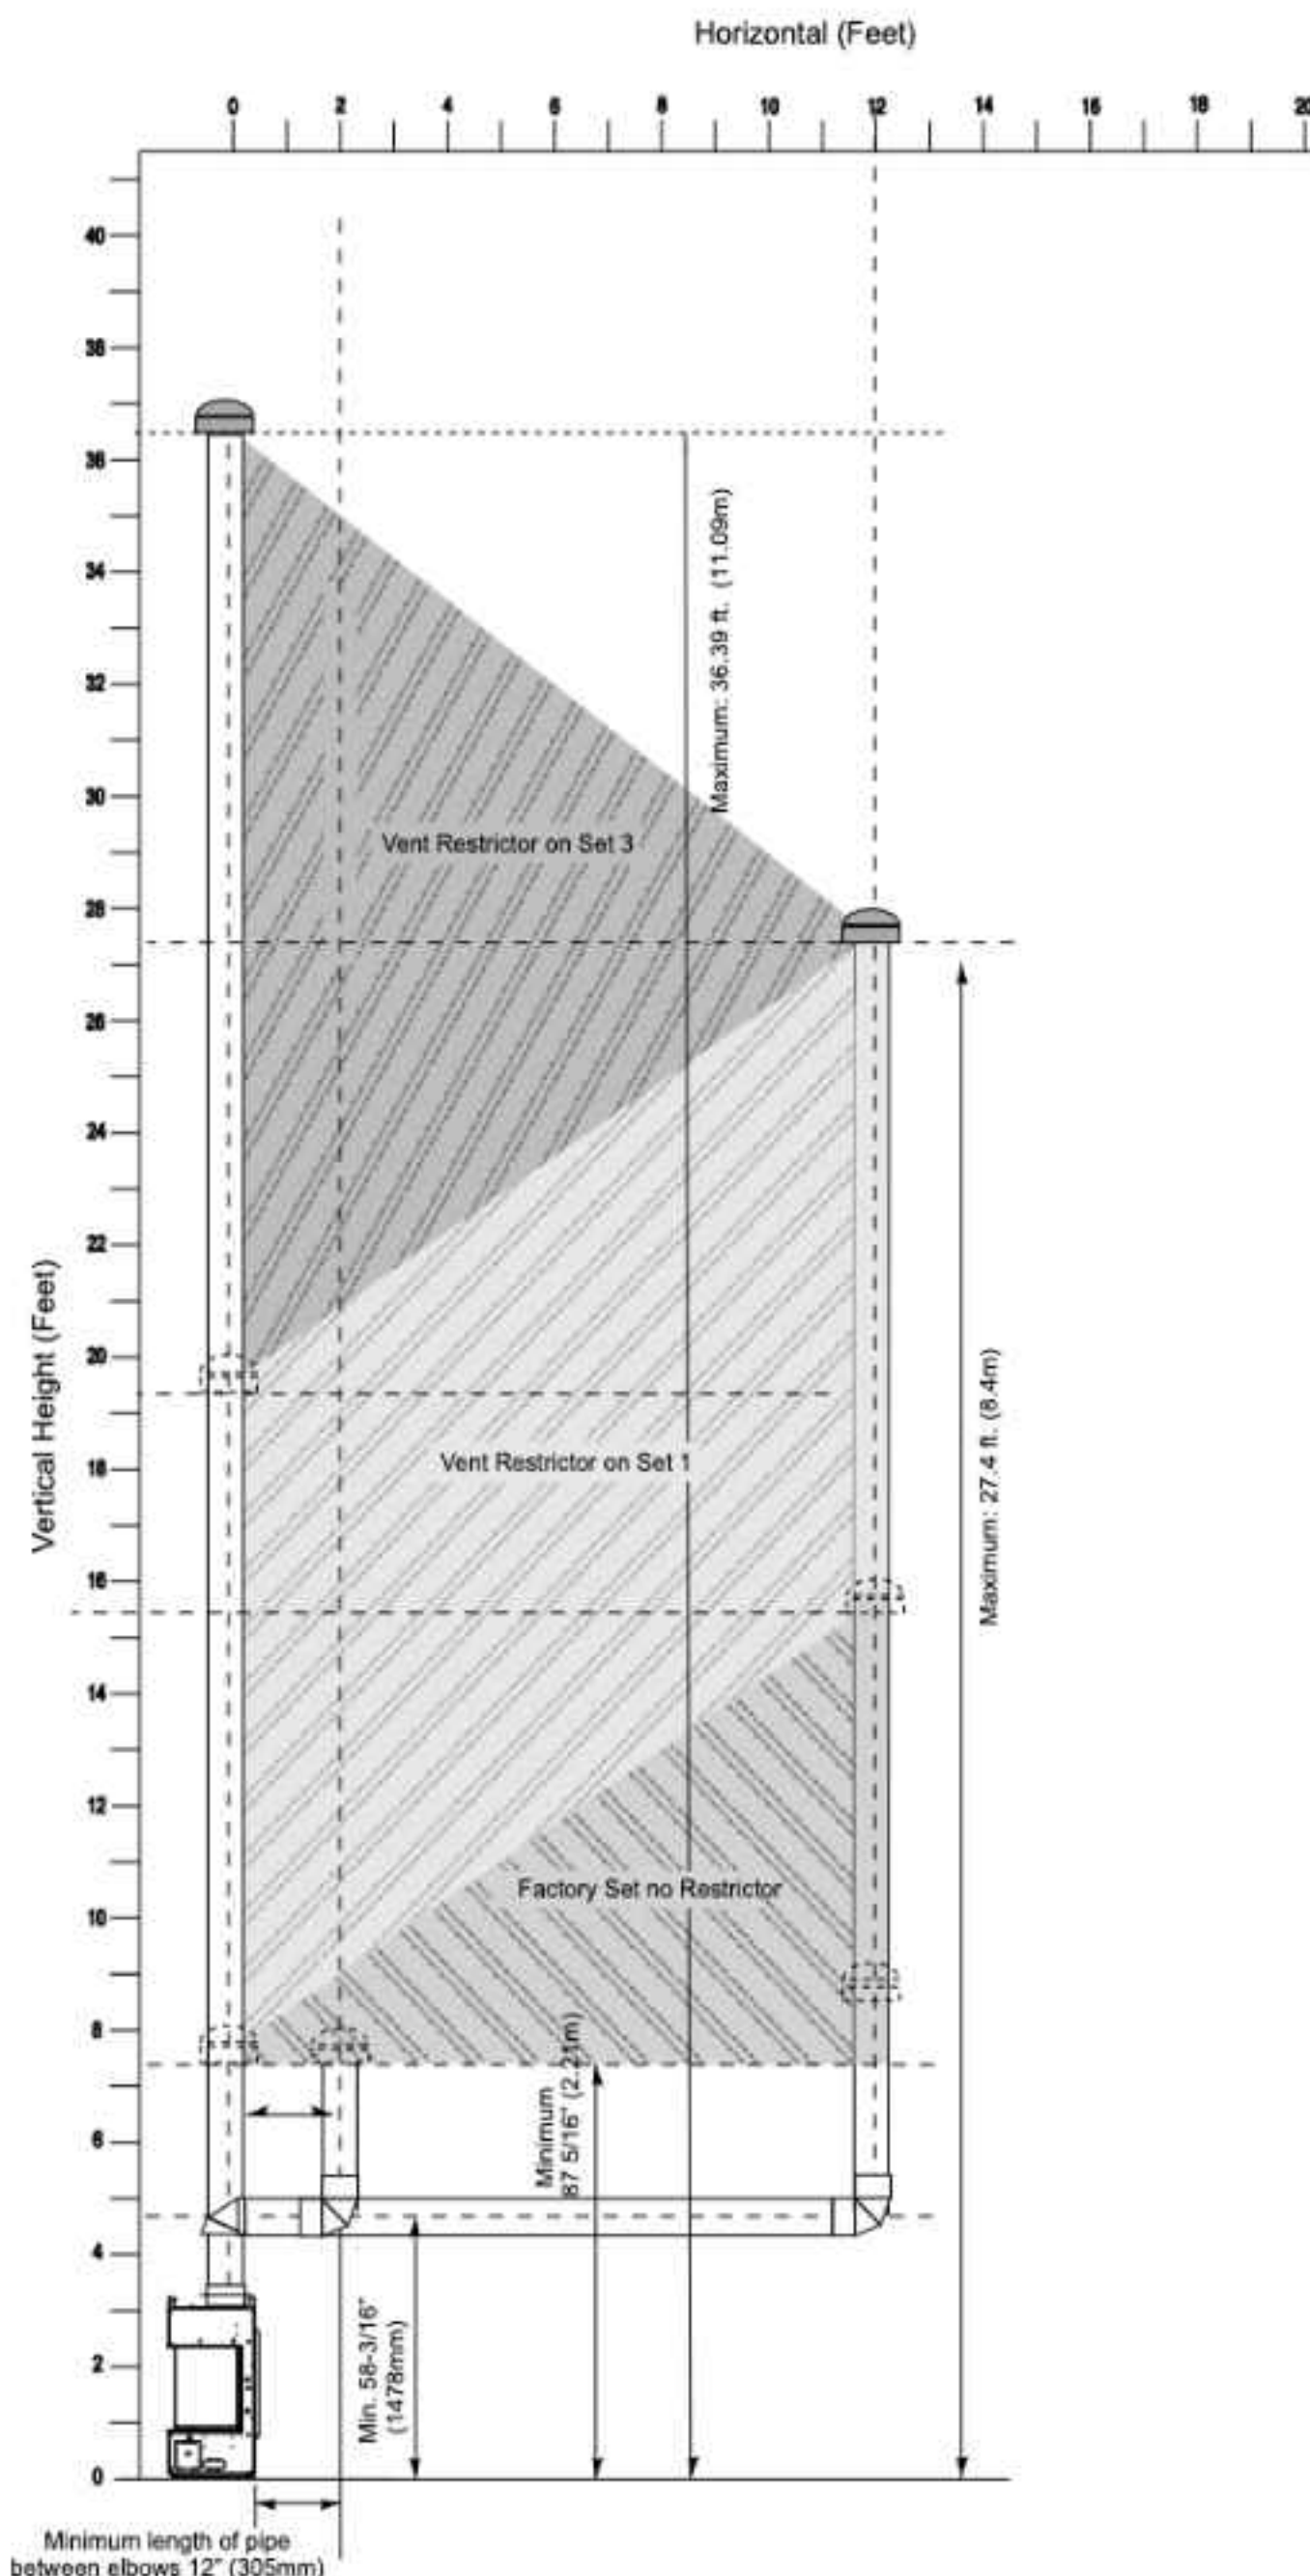 Horizontal (Feet)
0 2 4 6 8 10 12 14 16 18 20
40
38
36
34
32
30
28
26
24
22
20
18
16
14
12
10
8
6
4
2
0
Vertical Height (Feet)
Maximum: 36.39 ft. (11.09m)
Vent Restrictor on Set 3
Vent Restrictor on Set 1
Maximum: 27.4 ft. (8.4m)
Factory Set no Restrictor
Minimum
87 5/16" (2.21m)
Min. 58-3/16"
(1478mm)
Minimum length of pipe
between elbows 12" (305mm)